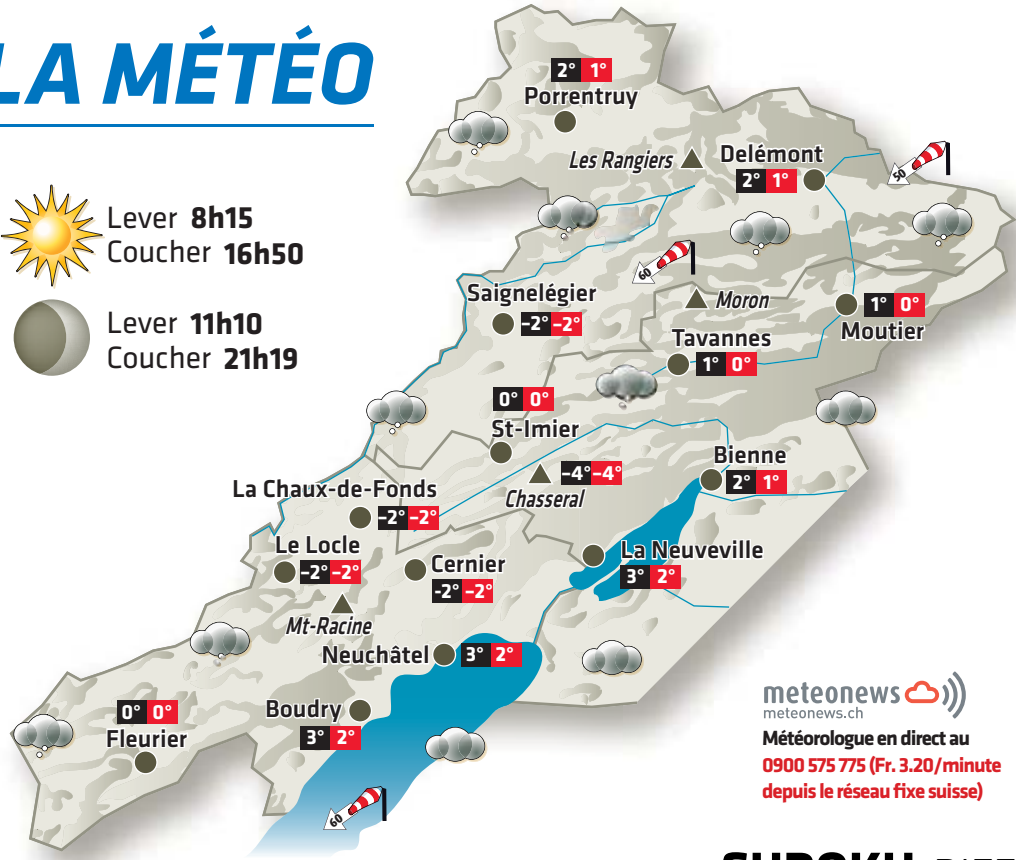 LA MÉTÉO
Lever 8h15
Coucher 16h50
Lever 11h10
Coucher 21h19
2° 1°
Porrentruy
Les Rangiers
Delémont
2° 1°
50
60
Saignelégier
-2° -2°
Moron
1° 0°
Moutier
Tavannes
1° 0°
0° 0°
St-Imier
-4° -4°
Chasseral
Bienne
2° 1°
La Chaux-de-Fonds
-2° -2°
Le Locle
-2° -2°
Cernier
-2° -2°
La Neuveville
3° 2°
Mt-Racine
Neuchâtel 3° 2°
Boudry
3° 2°
0° 0°
Fleurier
60
meteonews
meteonews.ch
Météorologue en direct au
0900 575 775 (Fr. 3.20/minute
depuis le réseau fixe suisse)